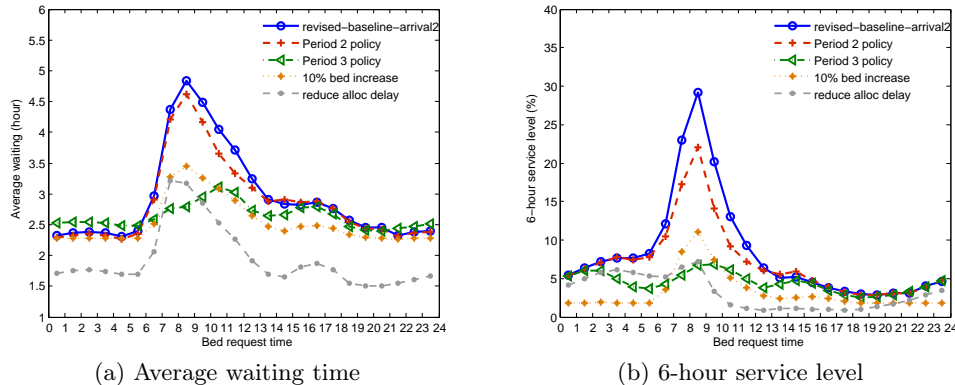 6
5.5
5
4.5
4
3.5
3
2.5
2
1.5
1
Average waiting (hour)
revised−baseline−arrival2
Period 2 policy
Period 3 policy
10% bed increase
reduce alloc delay
0 1 2 3 4 5 6 7 8 9 10 11 12 13 14 15 16 17 18 19 20 21 22 23 24
Bed request time
(a) Average waiting time
40
35
30
25
20
15
10
5
0
6−hour service level (%)
revised−baseline−arrival2
Period 2 policy
Period 3 policy
10% bed increase
reduce alloc delay
0 1 2 3 4 5 6 7 8 9 10 11 12 13 14 15 16 17 18 19 20 21 22 23 24
Bed request time
(b) 6-hour service level